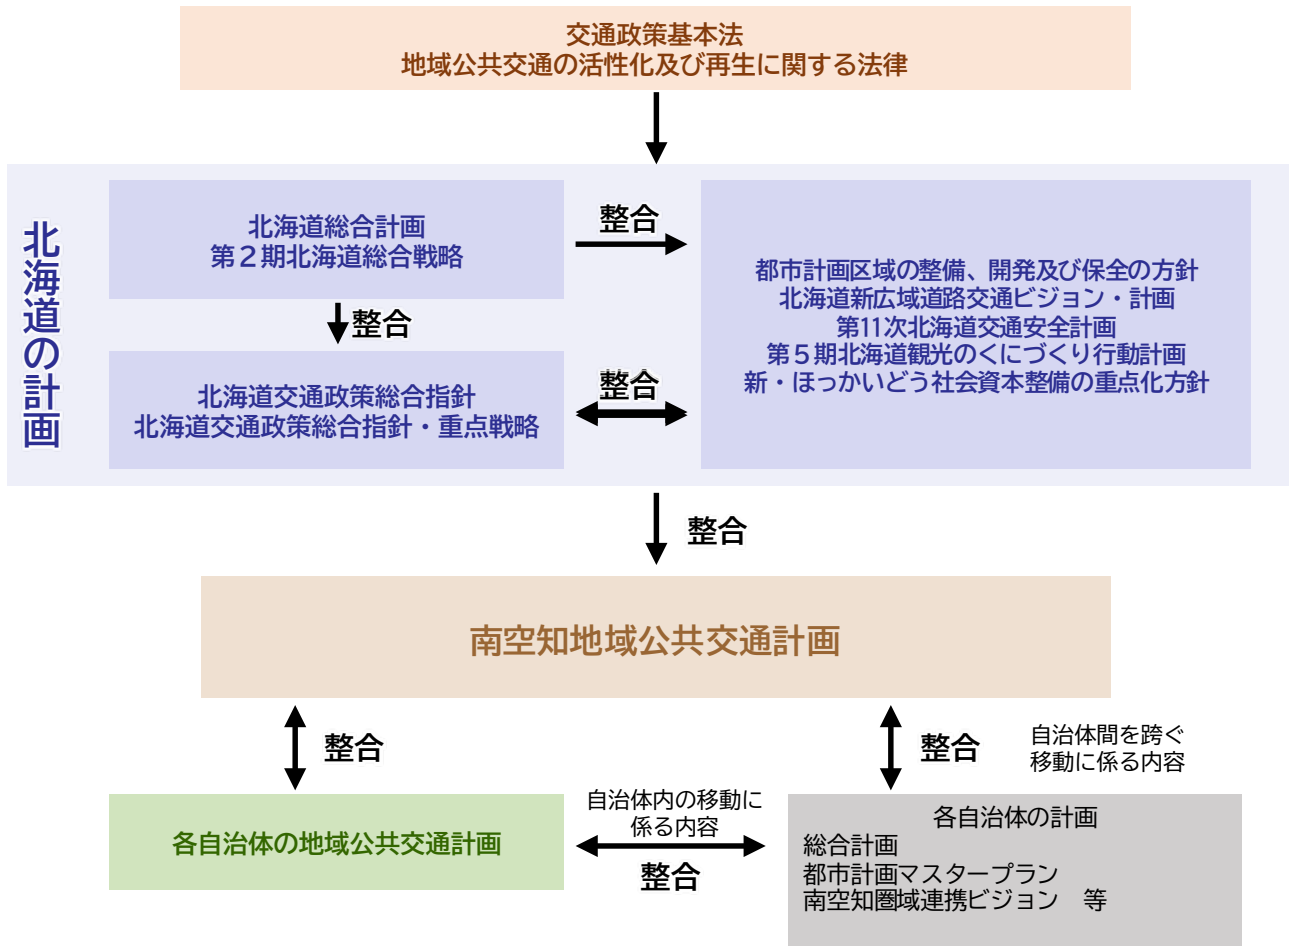 交通政策基本法
地域公共交通の活性化及び再生に関する法律
北海道の計画
北海道総合計画
第２期北海道総合戦略
整合
都市計画区域の整備、開発及び保全の方針
北海道新広域道路交通ビジョン・計画
第11次北海道交通安全計画
第５期北海道観光のくにづくり行動計画
新・ほっかいどう社会資本整備の重点化方針
整合
北海道交通政策総合指針
北海道交通政策総合指針・重点戦略
整合
整合
南空知地域公共交通計画
整合
整合
自治体間を跨ぐ
移動に係る内容
各自治体の地域公共交通計画
自治体内の移動に
係る内容
整合
各自治体の計画
総合計画
都市計画マスタープラン
南空知圏域連携ビジョン　等